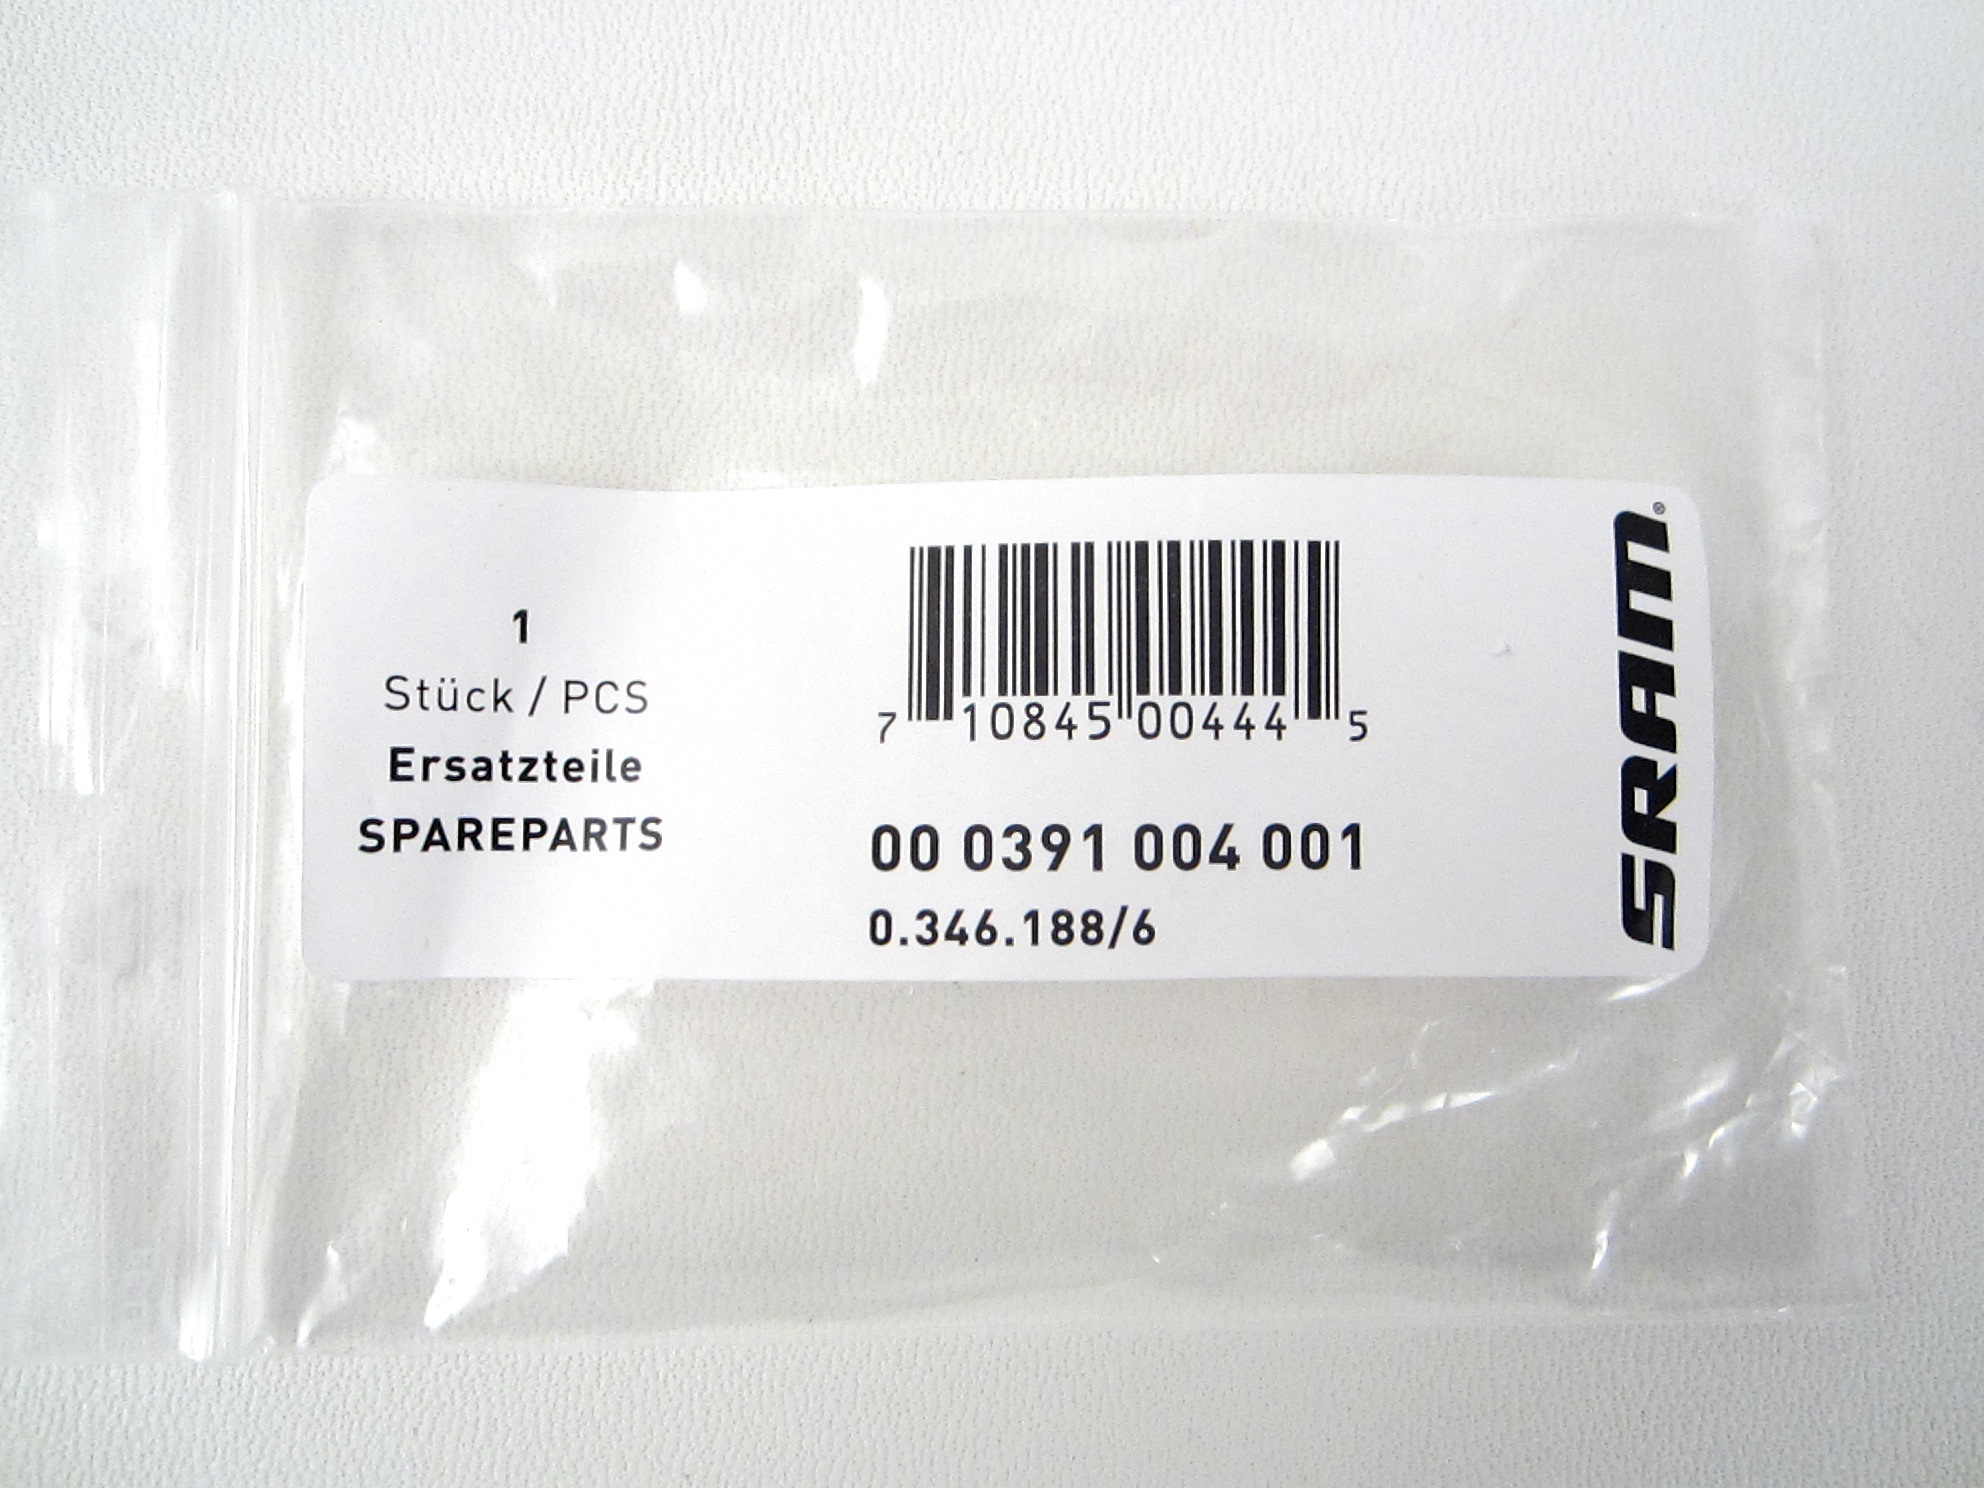 1
Stück / PCS
Ersatzteile
SPAREPARTS
7 10845 00444 5
00 0391 004 001
0.346.188/6
SRAM®